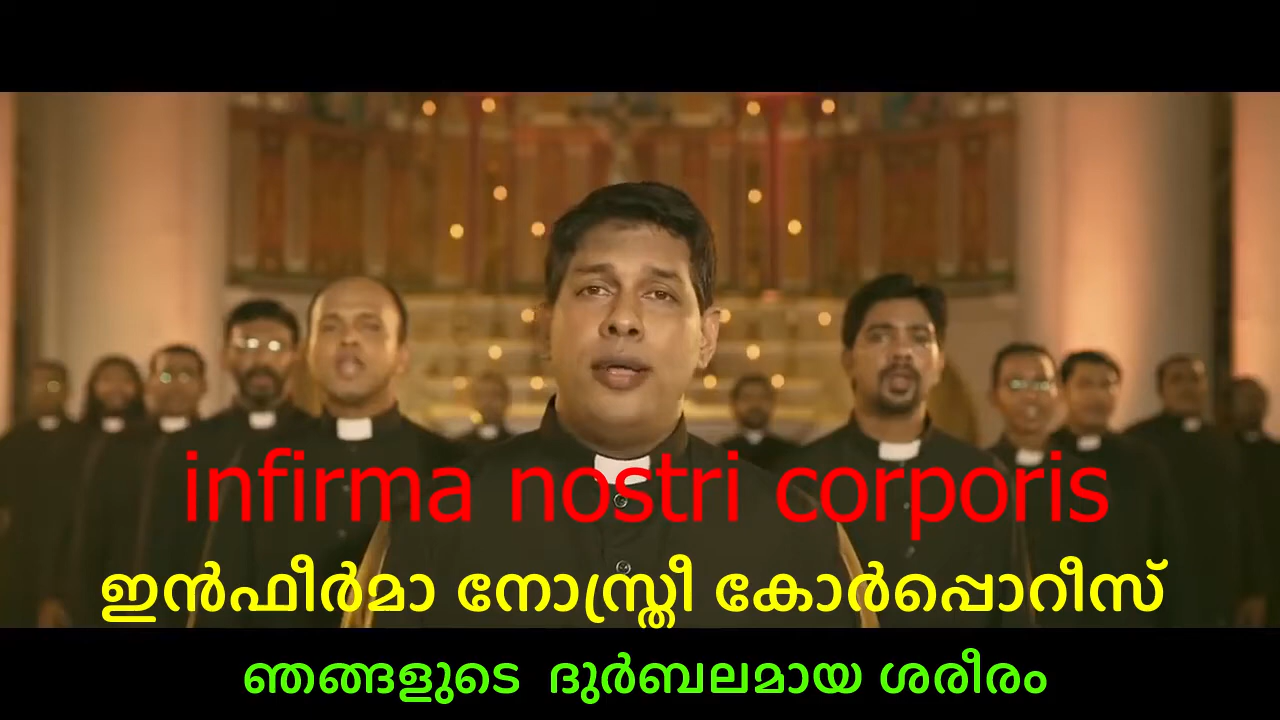 infirma nostri corporis
ഇൻഫീർമാ നോസ്ത്രീ കോർപ്പൊറീസ്
ഞങ്ങളുടെ ദുർബലമായ ശരീരം